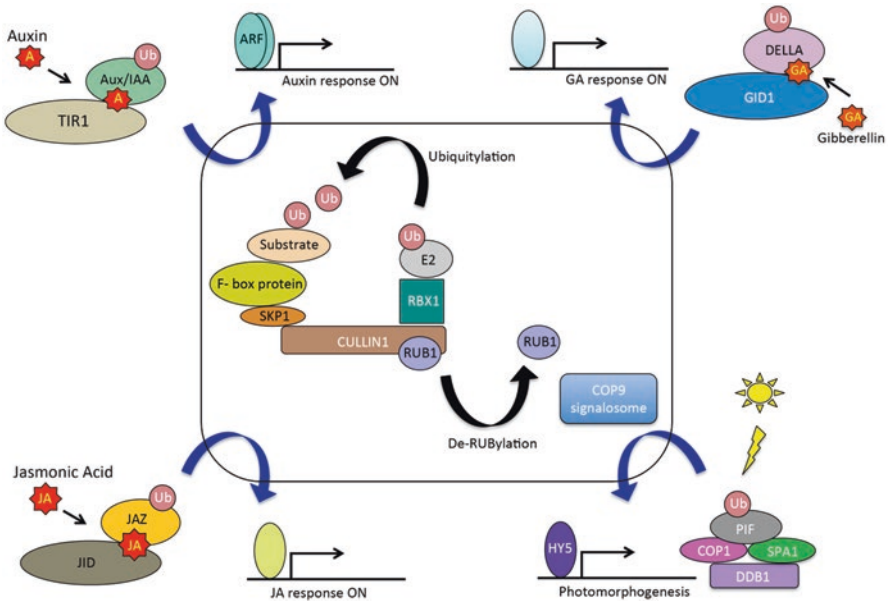 Auxin
A
Ub
Aux/IAA
A
TIR1
ARF
Auxin response ON
GA response ON
Ub
DELLA
GA
GID1
GA
Gibberellin
Ubiquitylation
Ub
Ub
Substrate
F- box protein
SKP1
CULLIN1
Ub
E2
RBX1
RUB1
RUB1
De-RUBylation
COP9
signalosome
Jasmonic Acid
JA
Ub
JAZ
JA
JID
JA response ON
HY5
Photomorphogenesis
Ub
PIF
COP1
SPA1
DDB1